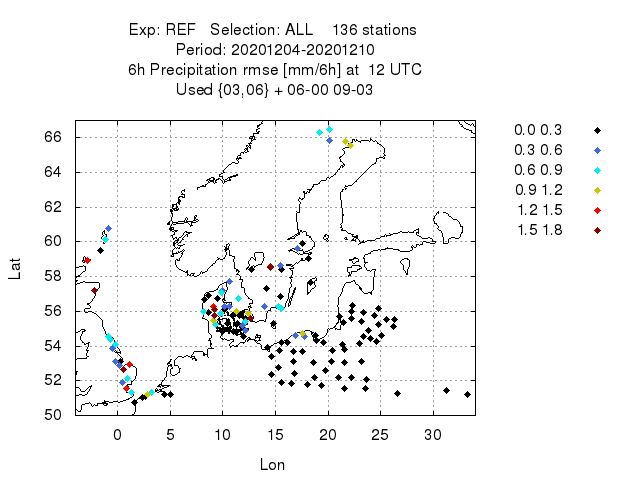 Exp: REF Selection: ALL 136 stations
Period: 20201204-20201210
6h Precipitation rmse [mm/6h] at 12 UTC
Used {03,06} + 06-00 09-03
66
64
62
60
58
56
54
52
50
0 5 10 15 20 25 30
Lat
Lon
0.0 0.3
0.3 0.6
0.6 0.9
0.9 1.2
1.2 1.5
1.5 1.8